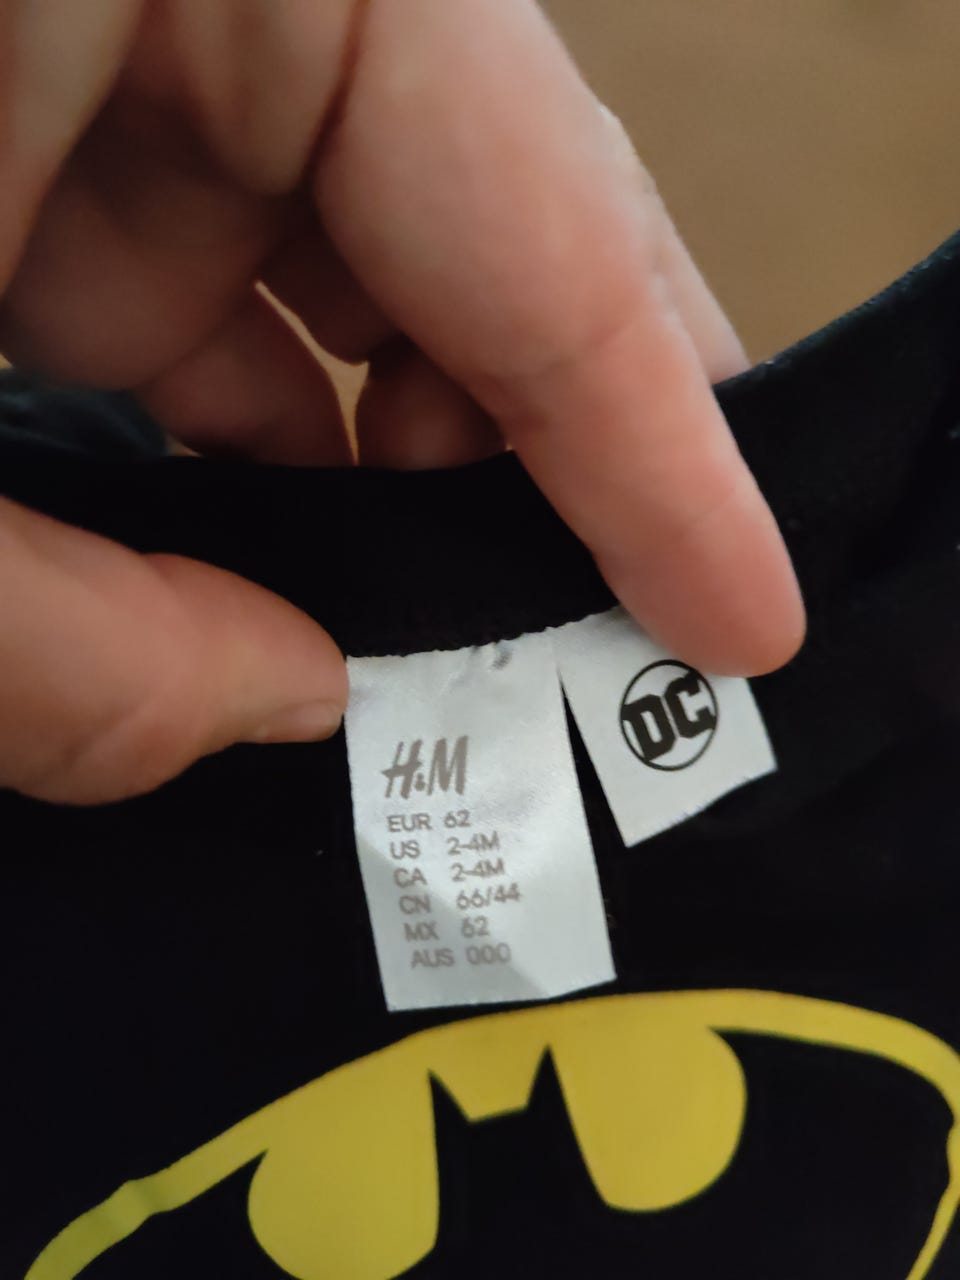 H&M
EUR 62
US 2-4M
CA 2-4M
CN 66/44
MX 62
AUS 000
DC